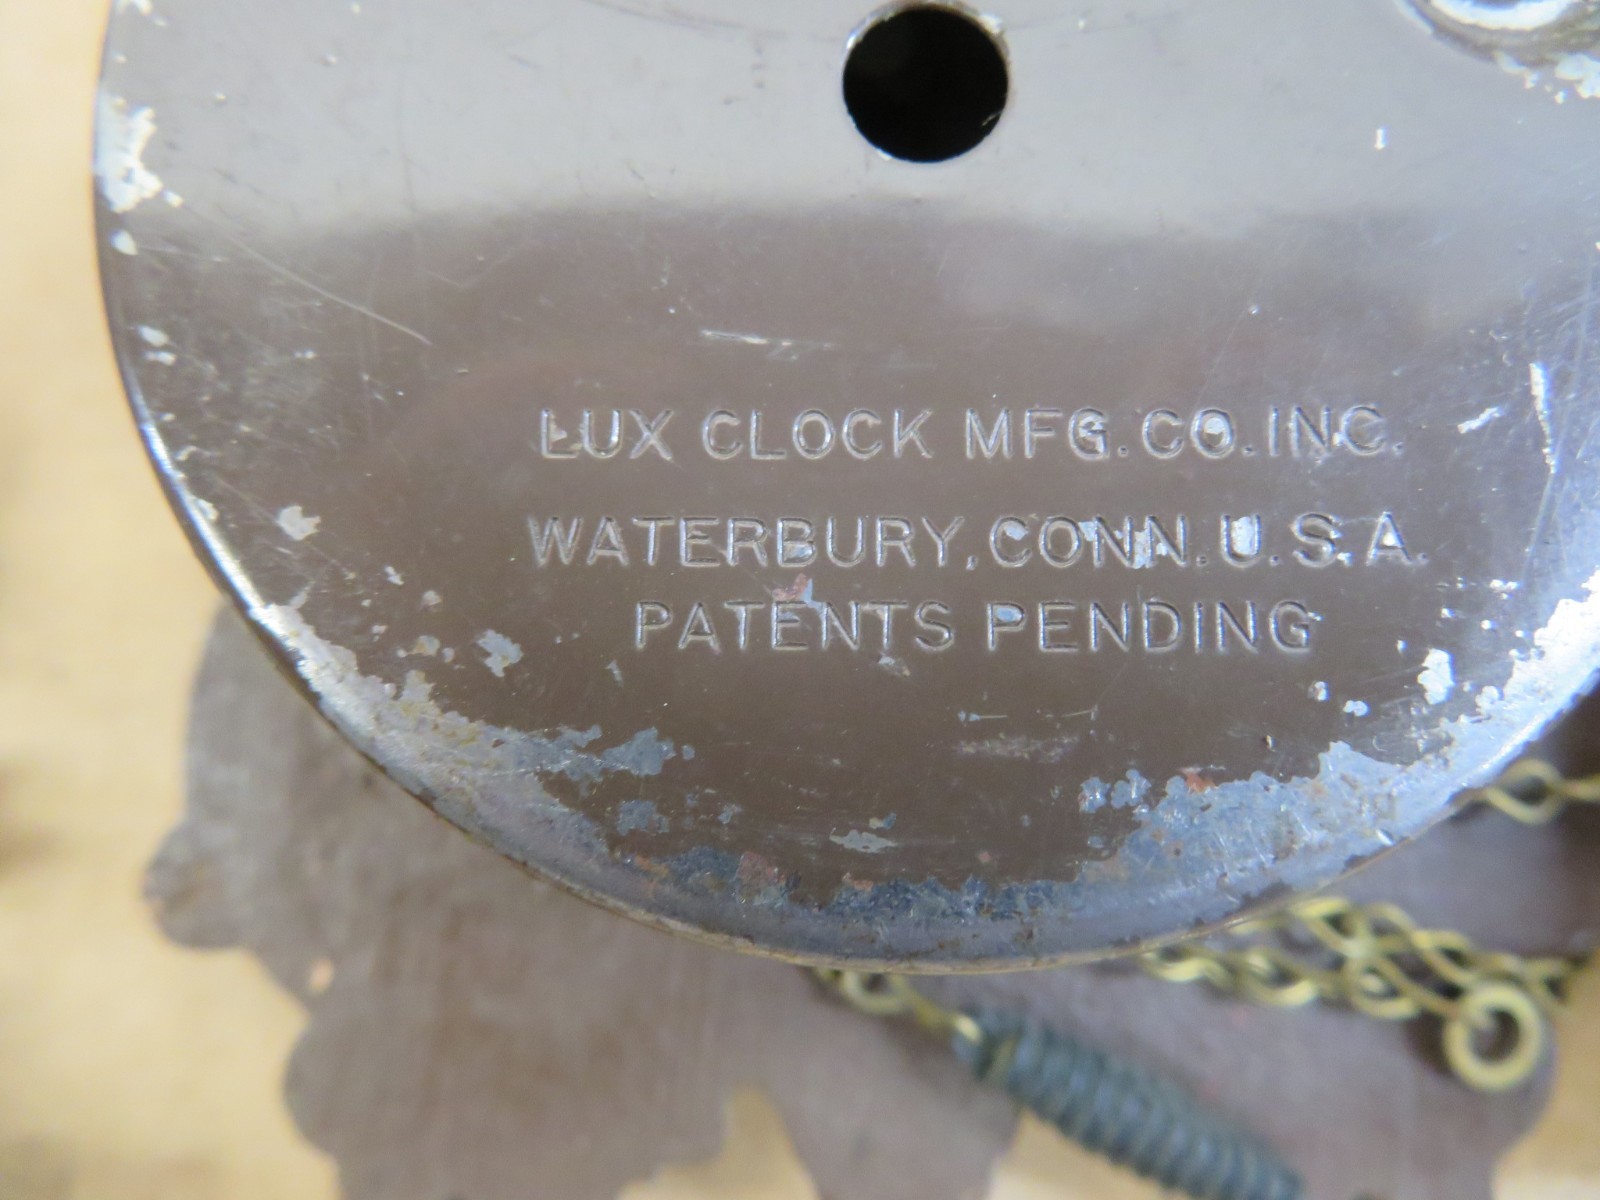 LUX CLOCK MFG. CO. INC.
WATERBURY, CONN. U.S.A.
PATENTS PENDING